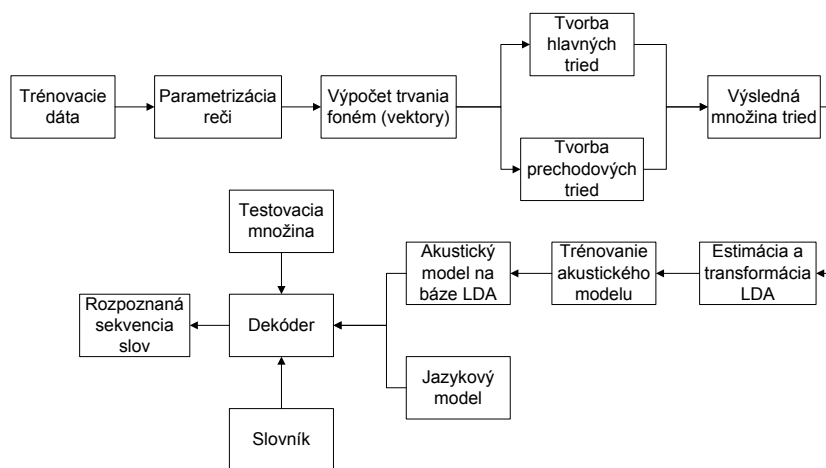 Trénovacie
dáta
Parametrizácia
reči
Výpočet trvania
foném (vektory)
Tvorba
hlavných
tried
Tvorba
prechodových
tried
Výsledná
množina tried
Estimácia a
transformácia
LDA
Trénovanie
akustického
modelu
Akustický
model na
báze LDA
Jazykový
model
Testovacia
množina
Dekóder
Slovník
Rozpoznaná
sekvencia
slov